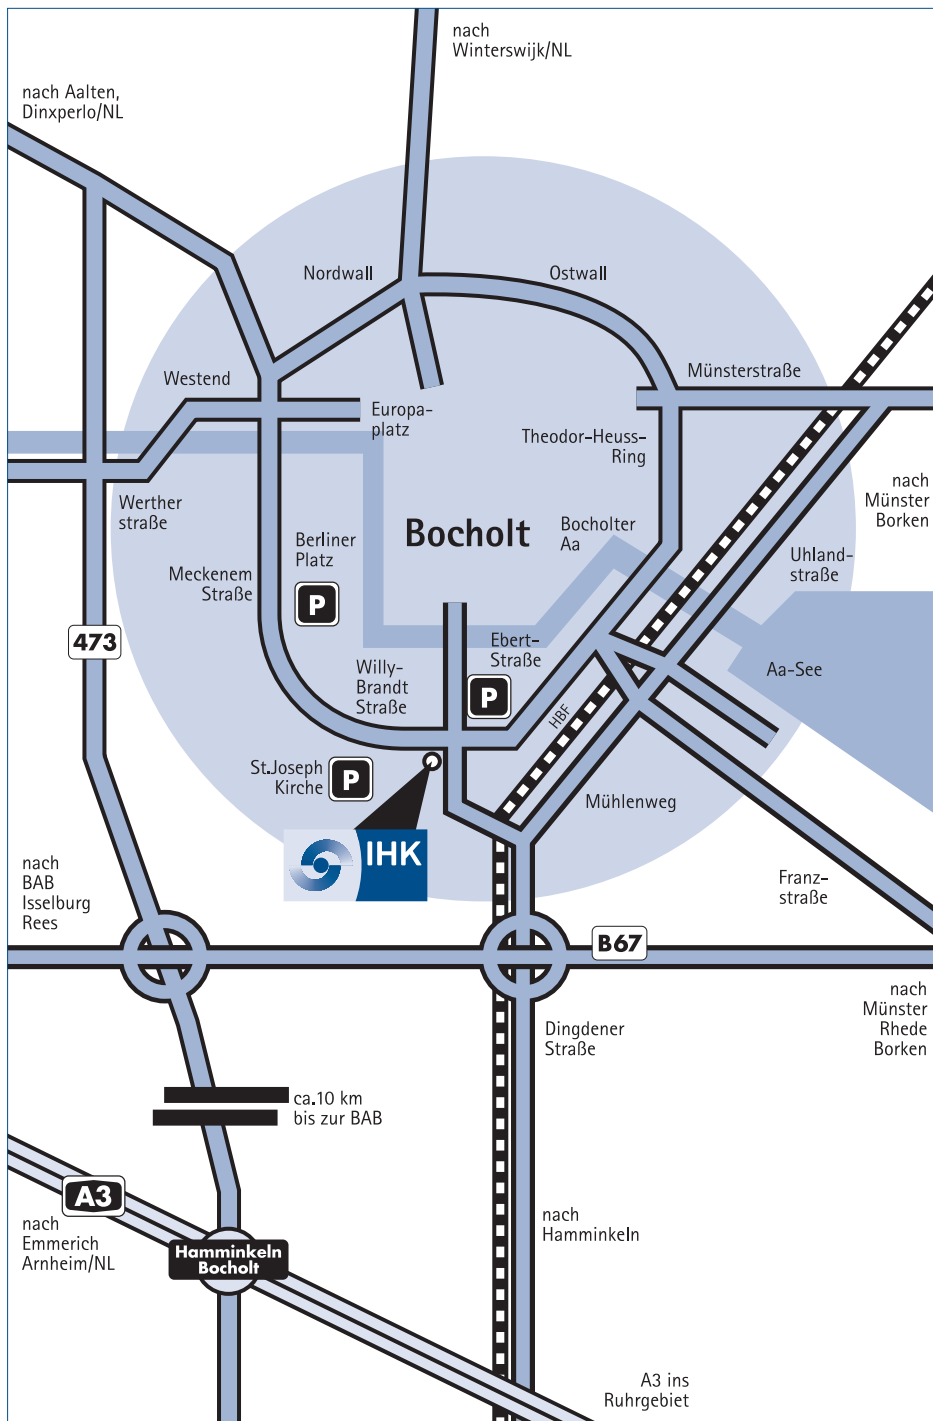 nach
Winterswijk/NL
nach Aalten,
Dinxperlo/NL
Nordwall
Ostwall
Westend
Münsterstraße
Europa-
platz
Theodor-Heuss-
Ring
nach
Münster
Borken
Werther
straße
Bocholt
Bocholter
Aa
Berliner
Platz
Uhland-
straße
Meckenem
Straße
P
473
Ebert-
Straße
Willy-
Brandt
Straße
P
Aa-See
HBF
St.Joseph
Kirche
P
Mühlenweg
IHK
nach
BAB
Isselburg
Rees
Franz-
straße
B67
nach
Münster
Rhede
Borken
Dingdener
Straße
ca.10 km
bis zur BAB
A3
nach
Emmerich
Arnheim/NL
nach
Hamminkeln
Hamminkeln
Bocholt
A3 ins
Ruhrgebiet